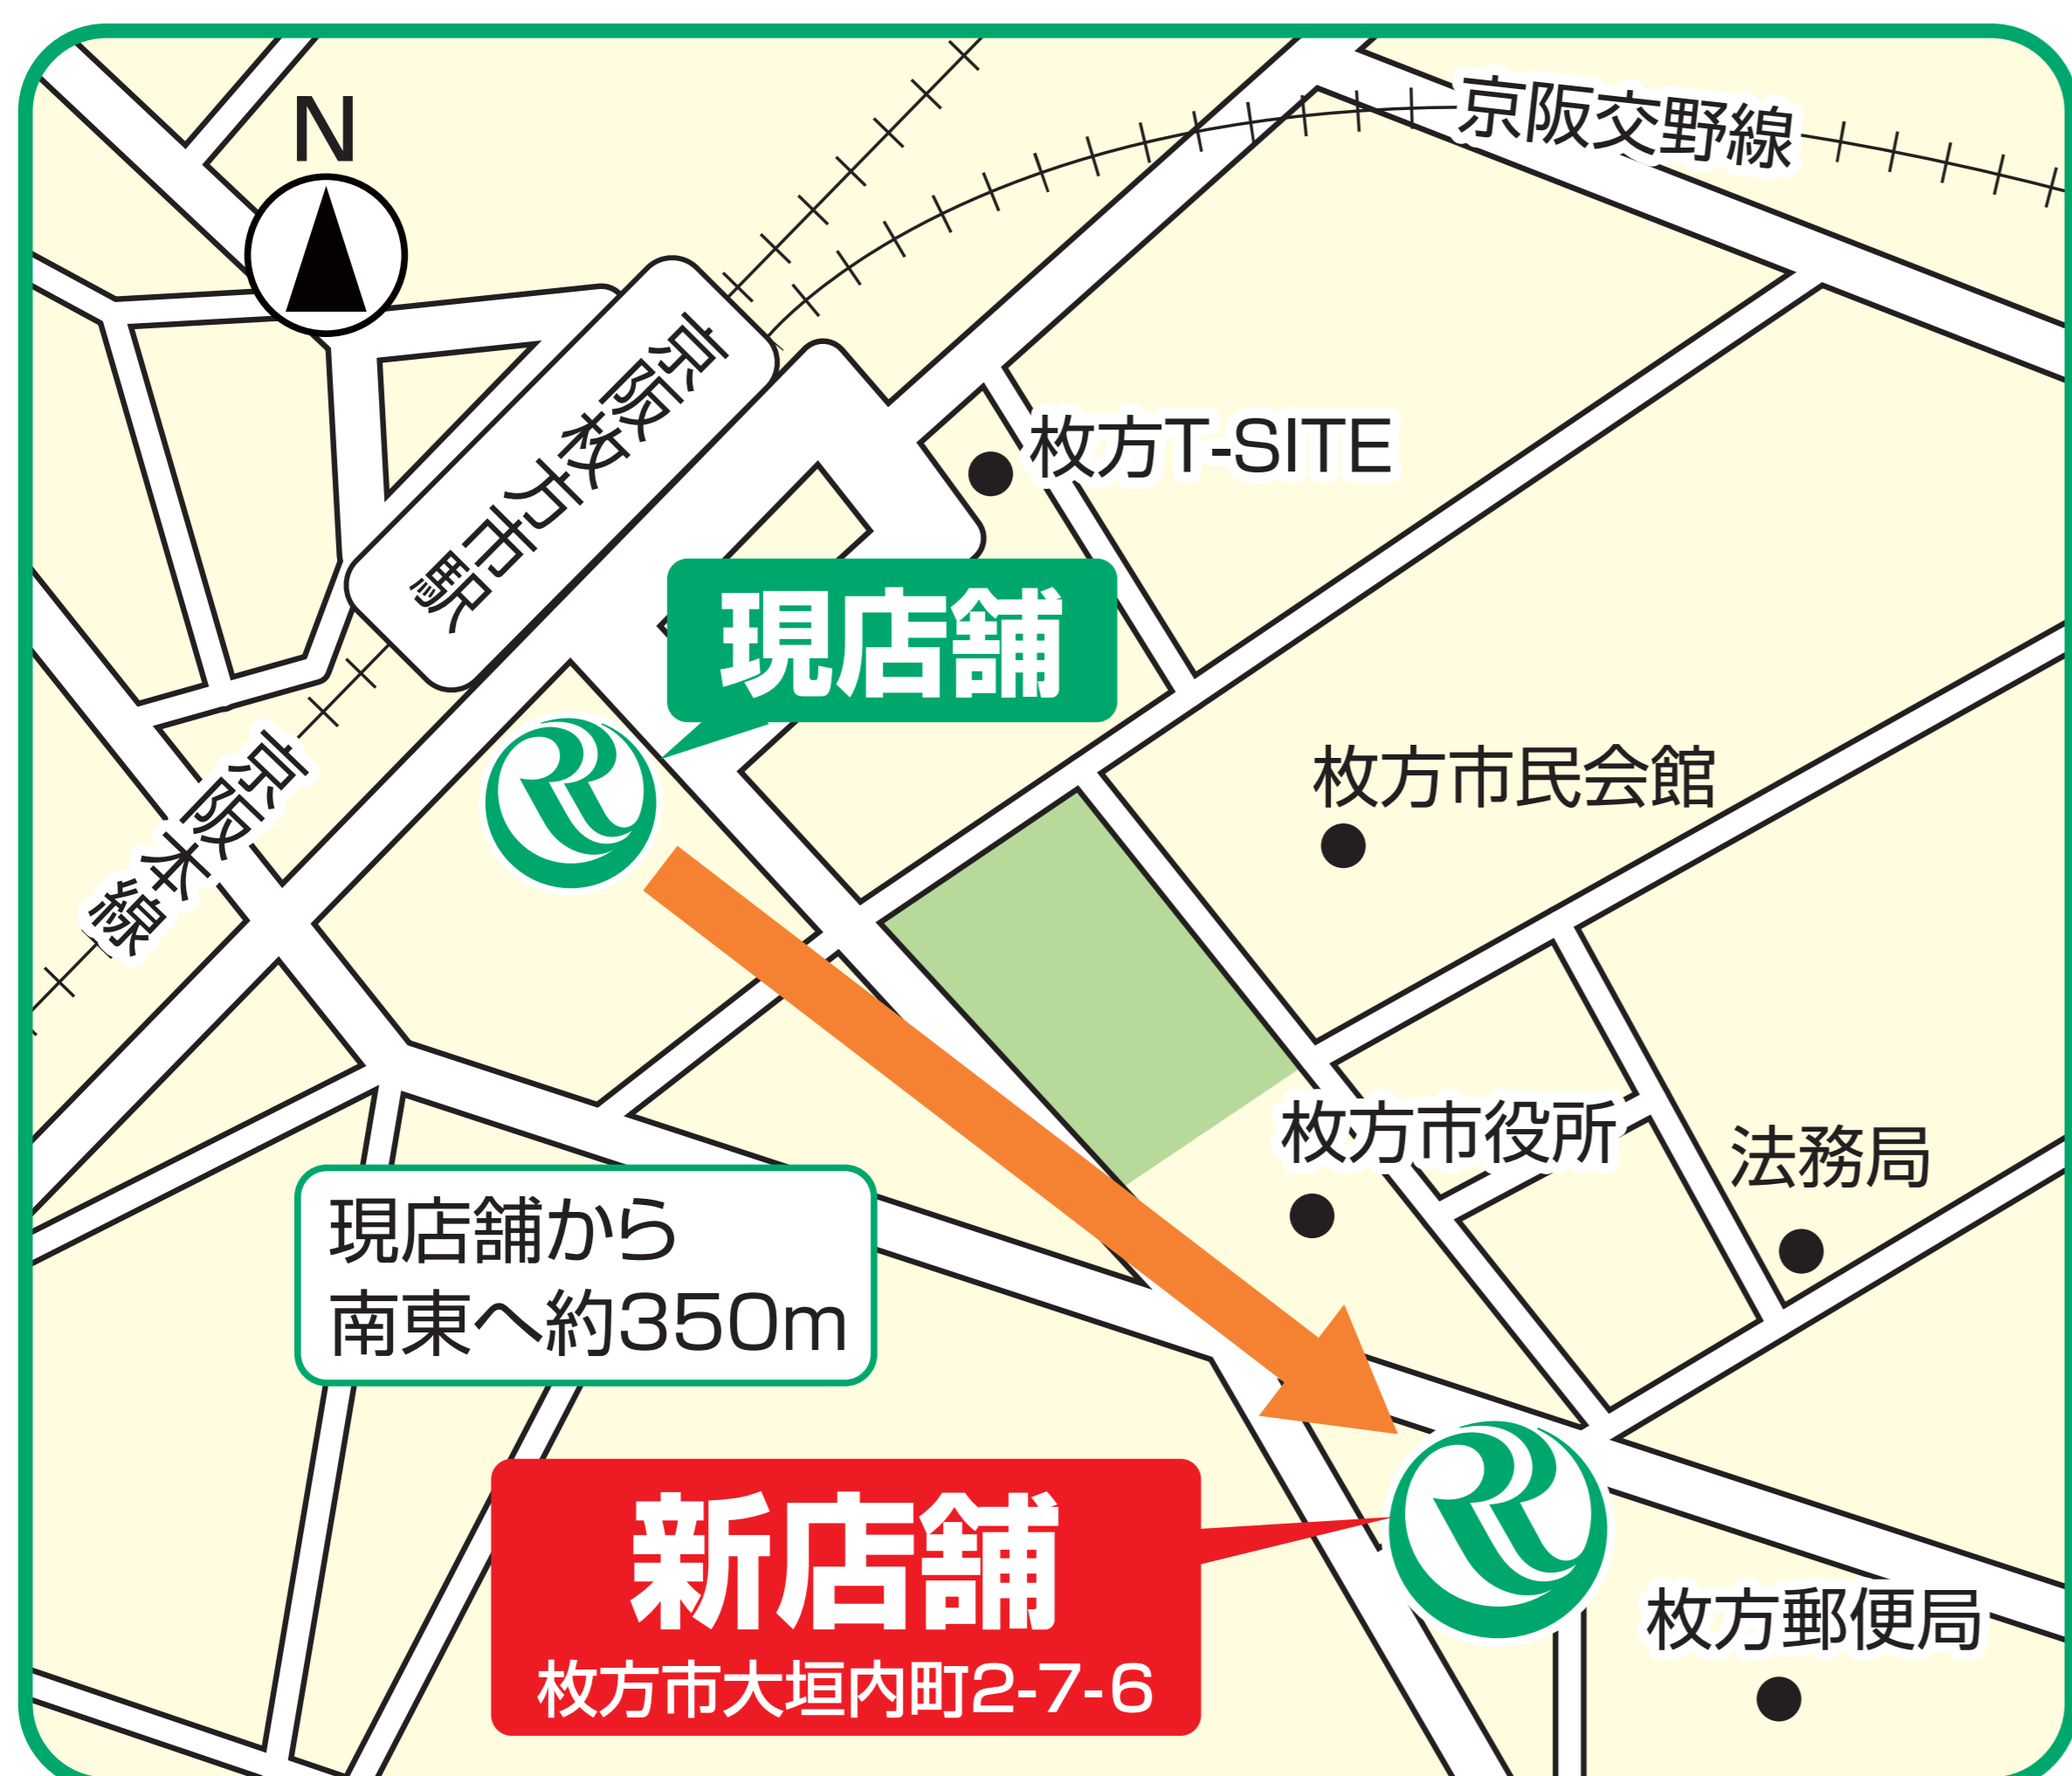 N
京阪交野線
京阪枚方市駅
枚方T-SITE
現店舗
京阪本線
枚方市民会館
枚方市役所
法務局
現店舗から
南東へ約350m
新店舗
枚方市大垣内町2-7-6
枚方郵便局